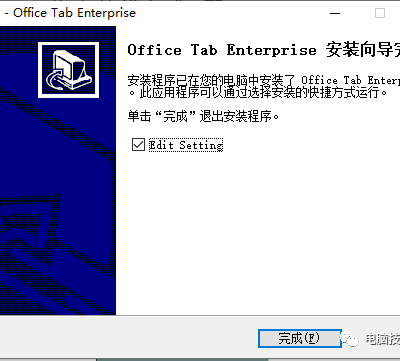 - Office Tab Enterprise
Office Tab Enterprise 安装向导
安装程序已在您的电脑中安装了 Office Tab
。此应用程序可以通过选择安装的快捷方式运行。
单击“完成”退出安装程序。
Edit Setting
完成(F)
电脑技